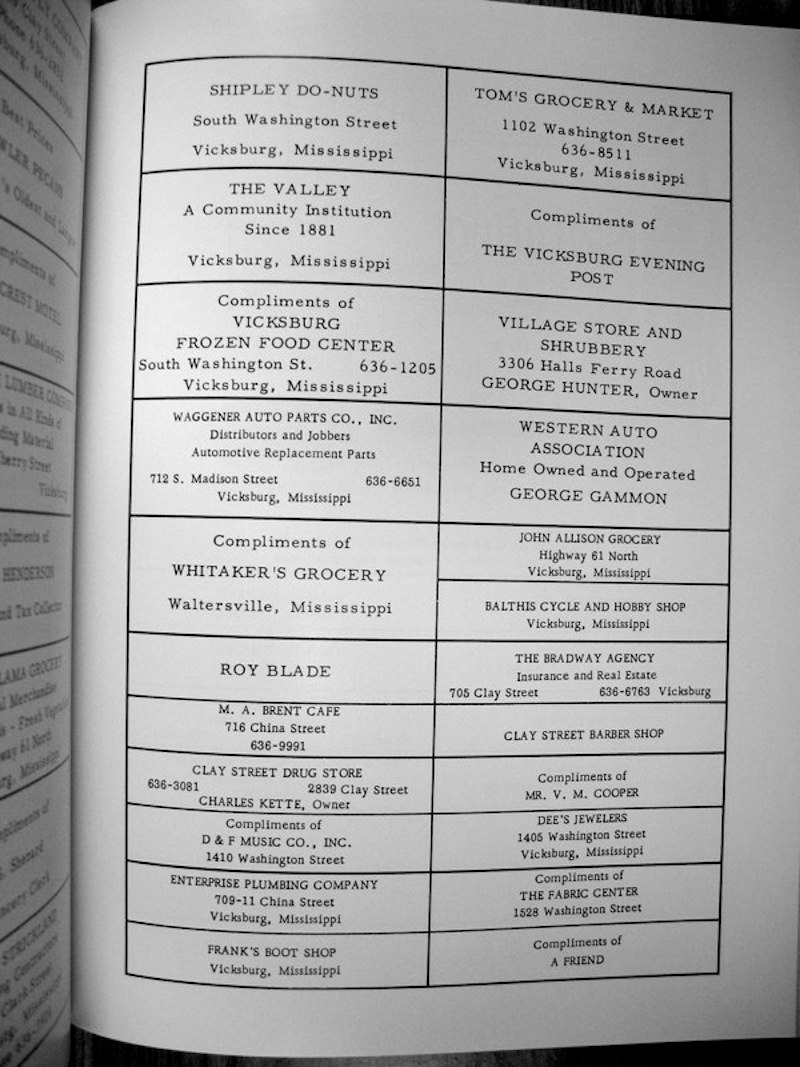 SHIPLEY DO-NUTS
South Washington Street
Vicksburg, Mississippi
TOM'S GROCERY & MARKET
1102 Washington Street
636-8511
Vicksburg, Mississippi
THE VALLEY
A Community Institution
Since 1881
Vicksburg, Mississippi
Compliments of
THE VICKSBURG EVENING
POST
Compliments of
VICKSBURG
FROZEN FOOD CENTER
South Washington St. 636-1205
Vicksburg, Mississippi
VILLAGE STORE AND
SHRUBBERY
3306 Halls Ferry Road
GEORGE HUNTER, Owner
WAGGENER AUTO PARTS CO., INC.
Distributors and Jobbers
Automotive Replacement Parts
712 S. Madison Street 636-6651
Vicksburg, Mississippi
WESTERN AUTO
ASSOCIATION
Home Owned and Operated
GEORGE GAMMON
Compliments of
WHITAKER'S GROCERY
Waltersville, Mississippi
JOHN ALLISON GROCERY
Highway 61 North
Vicksburg, Mississippi
BALTHIS CYCLE AND HOBBY SHOP
Vicksburg, Mississippi
ROY BLADE
THE BRADWAY AGENCY
Insurance and Real Estate
705 Clay Street 636-6763 Vicksburg
M. A. BRENT CAFE
716 China Street
636-9991
CLAY STREET BARBER SHOP
CLAY STREET DRUG STORE
636-3081 2839 Clay Street
CHARLES KETTE, Owner
Compliments of
MR. V. M. COOPER
Compliments of
D & F MUSIC CO., INC.
1410 Washington Street
DEE'S JEWELERS
1405 Washington Street
Vicksburg, Mississippi
ENTERPRISE PLUMBING COMPANY
709-11 China Street
Vicksburg, Mississippi
Compliments of
THE FABRIC CENTER
1528 Washington Street
FRANK'S BOOT SHOP
Vicksburg, Mississippi
Compliments of
A FRIEND